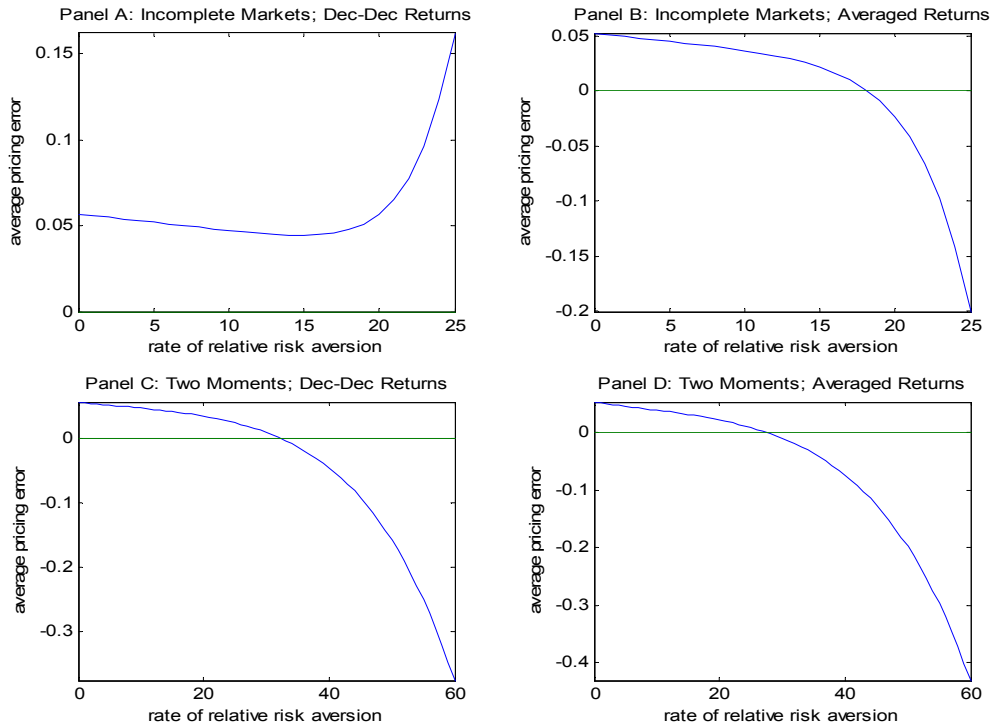 Panel A: Incomplete Markets; Dec-Dec Returns
0.15
0.1
0.05
0
average pricing error
0 5 10 15 20 25
rate of relative risk aversion
Panel B: Incomplete Markets; Averaged Returns
0.05
0
-0.05
-0.1
-0.15
-0.2
average pricing error
0 5 10 15 20 25
rate of relative risk aversion
Panel C: Two Moments; Dec-Dec Returns
0
-0.1
-0.2
-0.3
average pricing error
0 20 40 60
rate of relative risk aversion
Panel D: Two Moments; Averaged Returns
0
-0.1
-0.2
-0.3
-0.4
average pricing error
0 20 40 60
rate of relative risk aversion